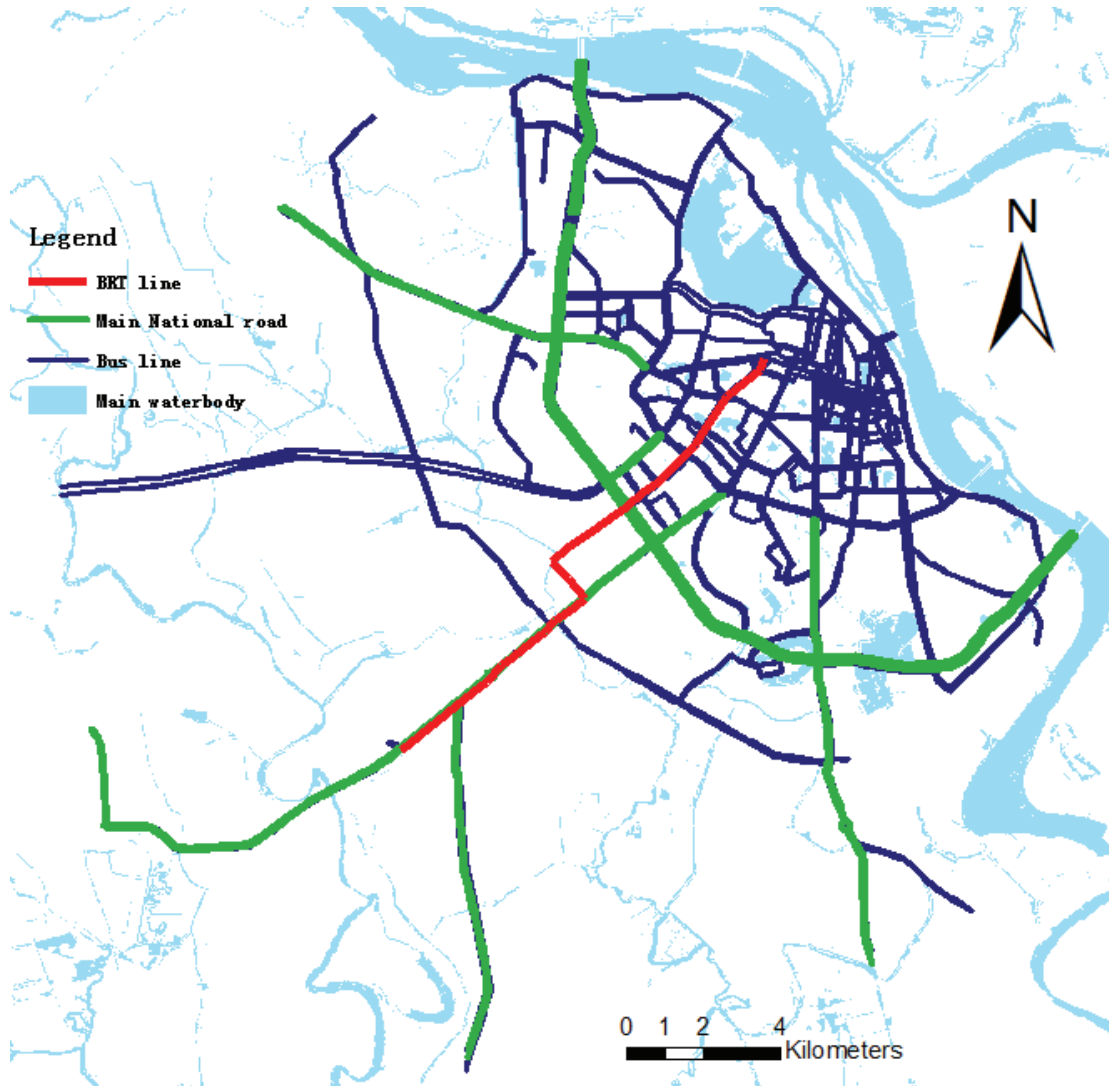 N
Legend
BRT line
Main National road
Bus line
Main waterbody
0 1 2 4
Kilometers